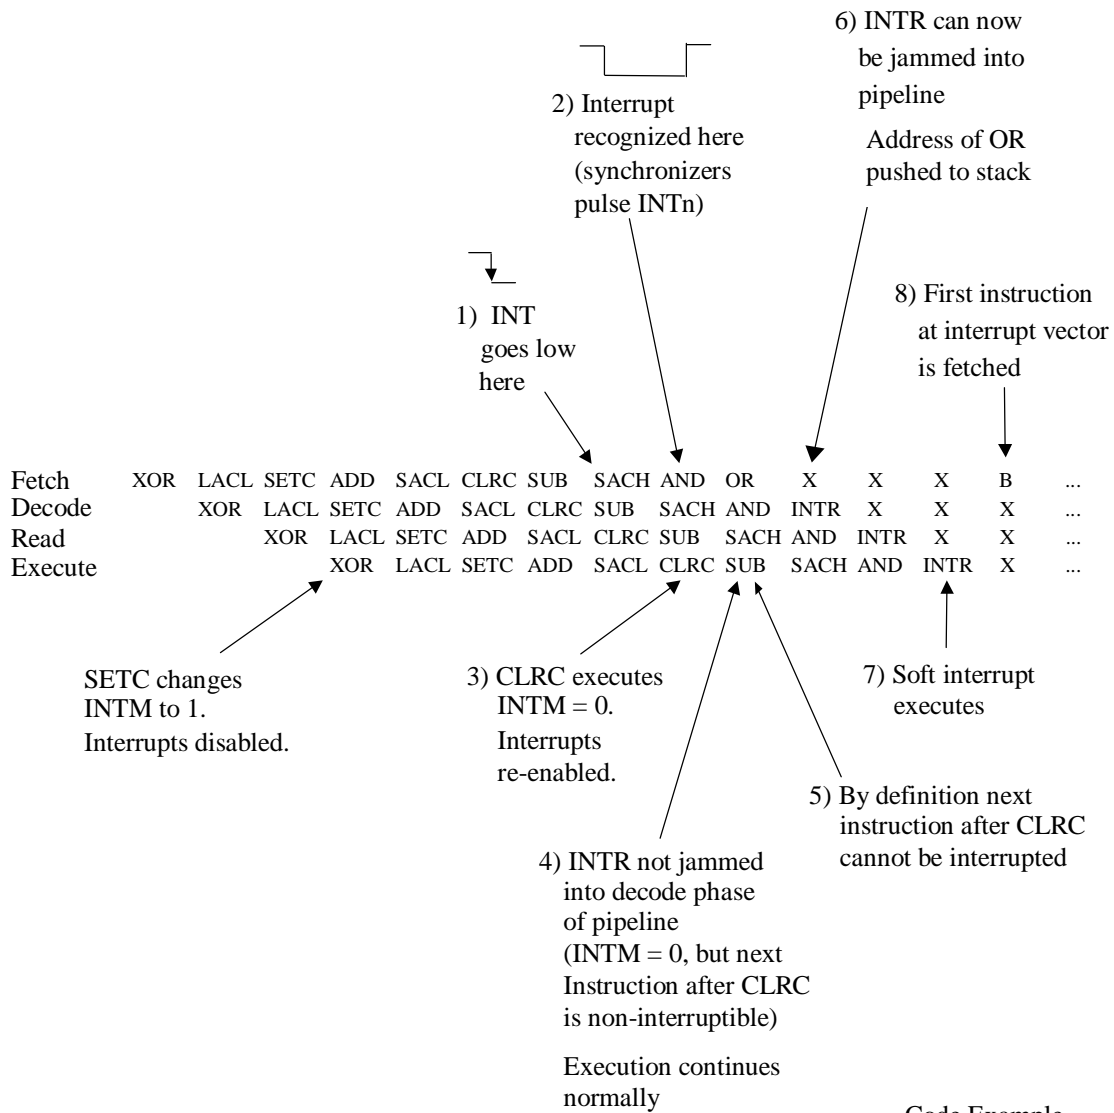 6) INTR can now
be jammed into
pipeline
Address of OR
pushed to stack
2) Interrupt
recognized here
(synchronizers
pulse INTn)
1) INT
goes low
here
8) First instruction
at interrupt vector
is fetched
Fetch XOR LACL SETC ADD SACL CLRC SUB SACH AND OR X X X B ...
Decode XOR LACL SETC ADD SACL CLRC SUB SACH AND INTR X X X ...
Read XOR LACL SETC ADD SACL CLRC SUB SACH AND INTR X X ...
Execute XOR LACL SETC ADD SACL CLRC SUB SACH AND INTR X ...
SETC changes
INTM to 1.
Interrupts disabled.
3) CLRC executes
INTM = 0.
Interrupts
re-enabled.
7) Soft interrupt
executes
5) By definition next
instruction after CLRC
cannot be interrupted
4) INTR not jammed
into decode phase
of pipeline
(INTM = 0, but next
Instruction after CLRC
is non-interruptible)
Execution continues
normally
Code Example